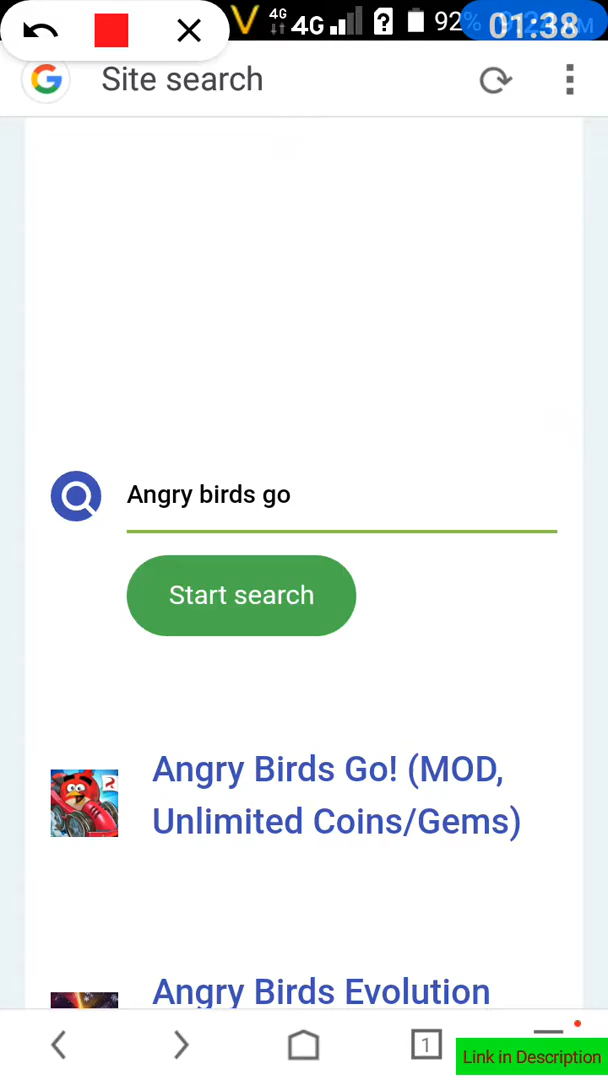 4G 4G 92% 01:38
Site search
Angry birds go
Start search
Angry Birds Go! (MOD,
Unlimited Coins/Gems)
Angry Birds Evolution
1
Link in Description